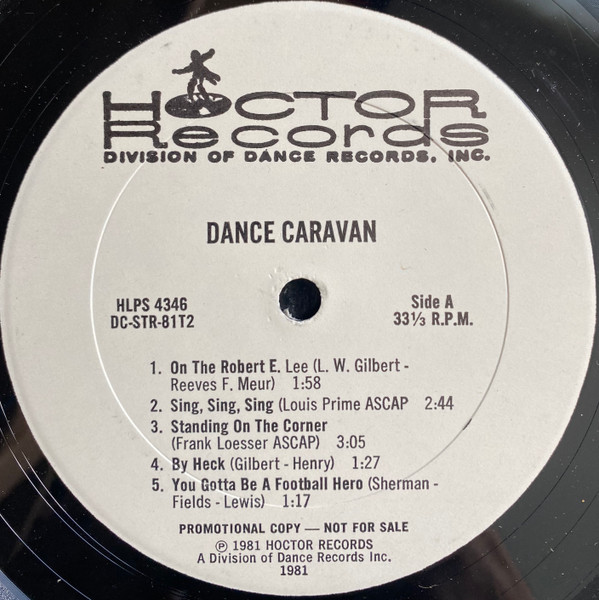 HOCTOR
Records
DIVISION OF DANCE RECORDS, INC.
DANCE CARAVAN
HLPS 4346
DC-STR-81T2
Side A
33⅓ R.P.M.
1. On The Robert E. Lee (L. W. Gilbert -
Reeves F. Meur) 1:58
2. Sing, Sing, Sing (Louis Prime ASCAP 2:44
3. Standing On The Corner
(Frank Loesser ASCAP) 3:05
4. By Heck (Gilbert - Henry) 1:27
5. You Gotta Be A Football Hero (Sherman -
Fields - Lewis) 1:17
PROMOTIONAL COPY — NOT FOR SALE
℗ 1981 HOCTOR RECORDS
A Division of Dance Records Inc.
1981